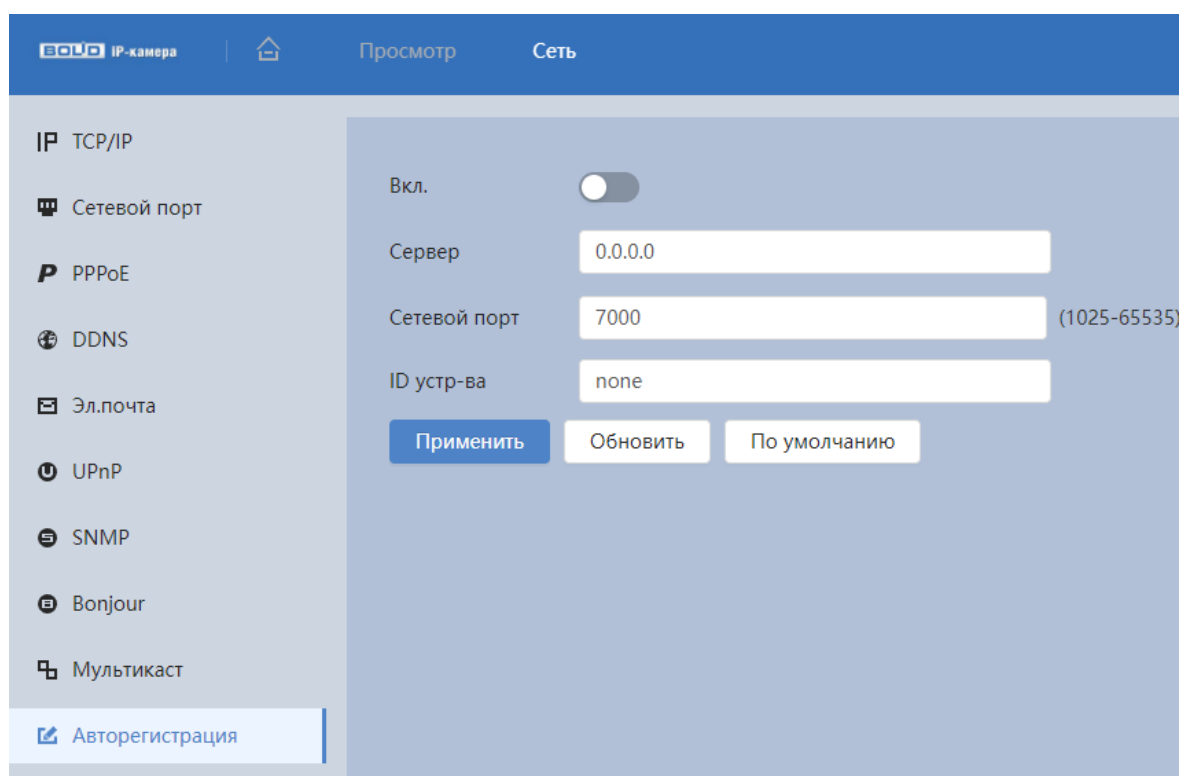 BOLID IP-камера
Просмотр
Сеть
TCP/IP
Сетевой порт
PPPoE
DDNS
Эл.почта
UPnP
SNMP
Bonjour
Мультикаст
Авторегистрация
Вкл.
Сервер 0.0.0.0
Сетевой порт 7000 (1025-65535)
ID устр-ва none
Применить Обновить По умолчанию